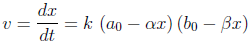 v = dx/dt = k (a₀ − αx) (b₀ − βx)